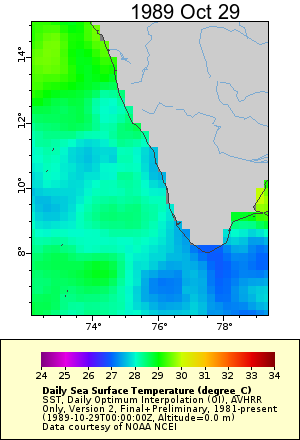 1989 Oct 29
14°
12°
10°
8°
74° 76° 78°
24 25 26 27 28 29 30 31 32 33 34
Daily Sea Surface Temperature (degree_C)
SST, Daily Optimum Interpolation (OI), AVHRR
Only, Version 2, Final+Preliminary, 1981-present
(1989-10-29T00:00:00Z, Altitude=0.0 m)
Data courtesy of NOAA NCEI